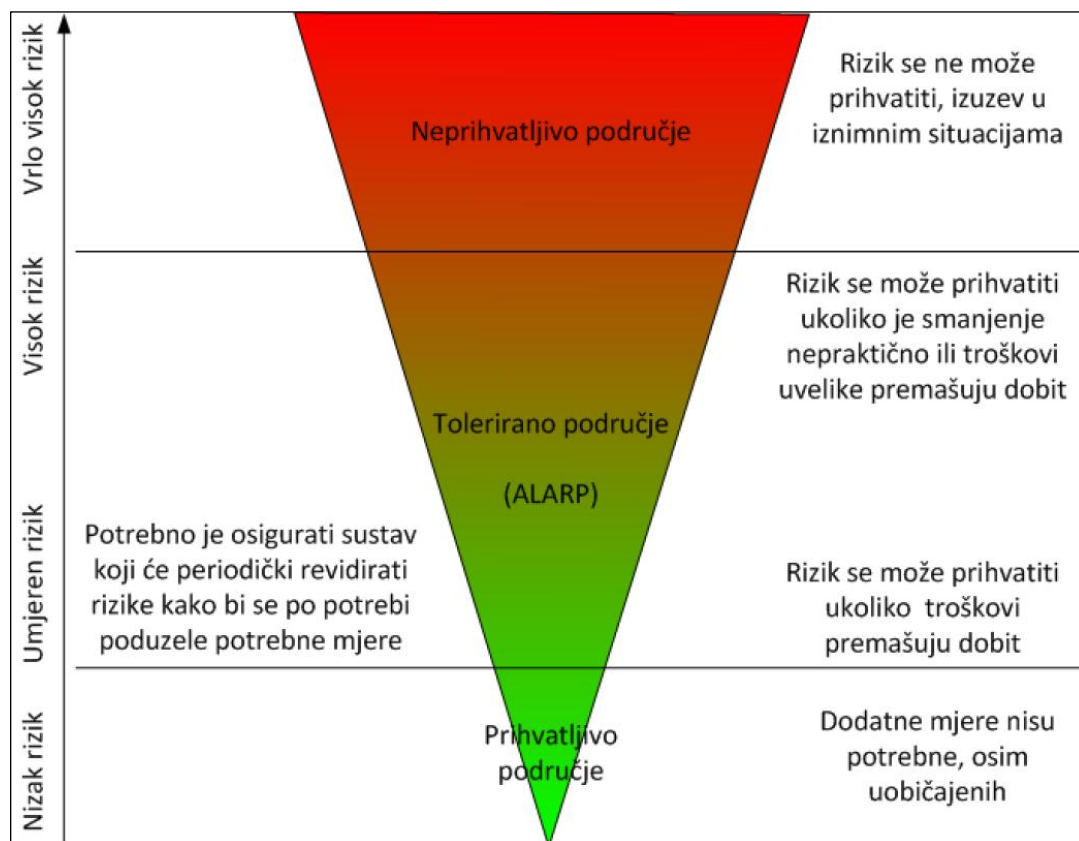 Vrlo visok rizik
Neprihvatljivo područje
Rizik se ne može
prihvatiti, izuzev u
iznimnim situacijama
Visok rizik
Rizik se može prihvatiti
ukoliko je smanjenje
nepraktično ili troškovi
uvelike premašuju dobit
Tolerirano područje
(ALARP)
Umjeren rizik
Potrebno je osigurati sustav
koji će periodički revidirati
rizike kako bi se po potrebi
poduzele potrebne mjere
Rizik se može prihvatiti
ukoliko troškovi
premašuju dobit
Nizak rizik
Prihvatljivo
područje
Dodatne mjere nisu
potrebne, osim
uobičajenih